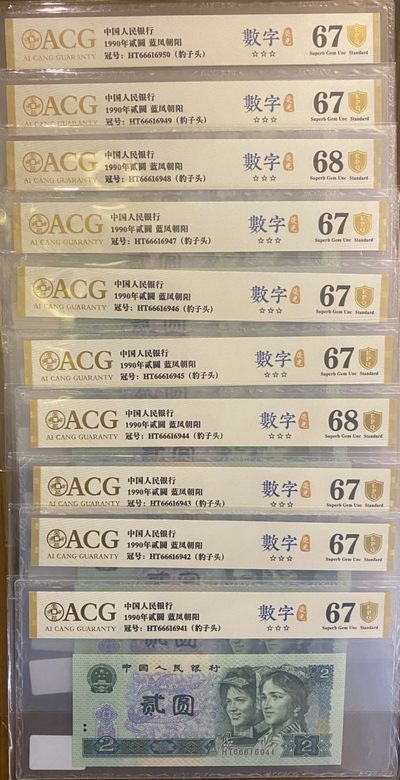 ACG 中国人民银行 數字 67
1990年贰圆 蓝凤朝阳
AI CANG GUARANTY 冠号: HT66616950 (豹子头) ☆☆☆ Superb Gem Unc Standard
ACG 中国人民银行 數字 67
1990年贰圆 蓝凤朝阳
AI CANG GUARANTY 冠号: HT66616949 (豹子头) ☆☆☆ Superb Gem Unc Standard
ACG 中国人民银行 數字 68
1990年贰圆 蓝凤朝阳
AI CANG GUARANTY 冠号: HT66616948 (豹子头) ☆☆☆ Superb Gem Unc Standard
ACG 中国人民银行 數字 67
1990年贰圆 蓝凤朝阳
AI CANG GUARANTY 冠号: HT66616947 (豹子头) ☆☆☆ Superb Gem Unc Standard
ACG 中国人民银行 數字 67
1990年贰圆 蓝凤朝阳
AI CANG GUARANTY 冠号: HT66616946 (豹子头) ☆☆☆ Superb Gem Unc Standard
ACG 中国人民银行 數字 67
1990年贰圆 蓝凤朝阳
AI CANG GUARANTY 冠号: HT66616945 (豹子头) ☆☆☆ Superb Gem Unc Standard
ACG 中国人民银行 數字 68
1990年贰圆 蓝凤朝阳
AI CANG GUARANTY 冠号: HT66616944 (豹子头) ☆☆☆ Superb Gem Unc Standard
ACG 中国人民银行 數字 67
1990年贰圆 蓝凤朝阳
AI CANG GUARANTY 冠号: HT66616943 (豹子头) ☆☆☆ Superb Gem Unc Standard
ACG 中国人民银行 數字 67
1990年贰圆 蓝凤朝阳
AI CANG GUARANTY 冠号: HT66616942 (豹子头) ☆☆☆ Superb Gem Unc Standard
ACG 中国人民银行 數字 67
1990年贰圆 蓝凤朝阳
AI CANG GUARANTY 冠号: HT66616941 (豹子头) ☆☆☆ Superb Gem Unc Standard
中国人民银行 2
贰圆
HT66616941
2 2